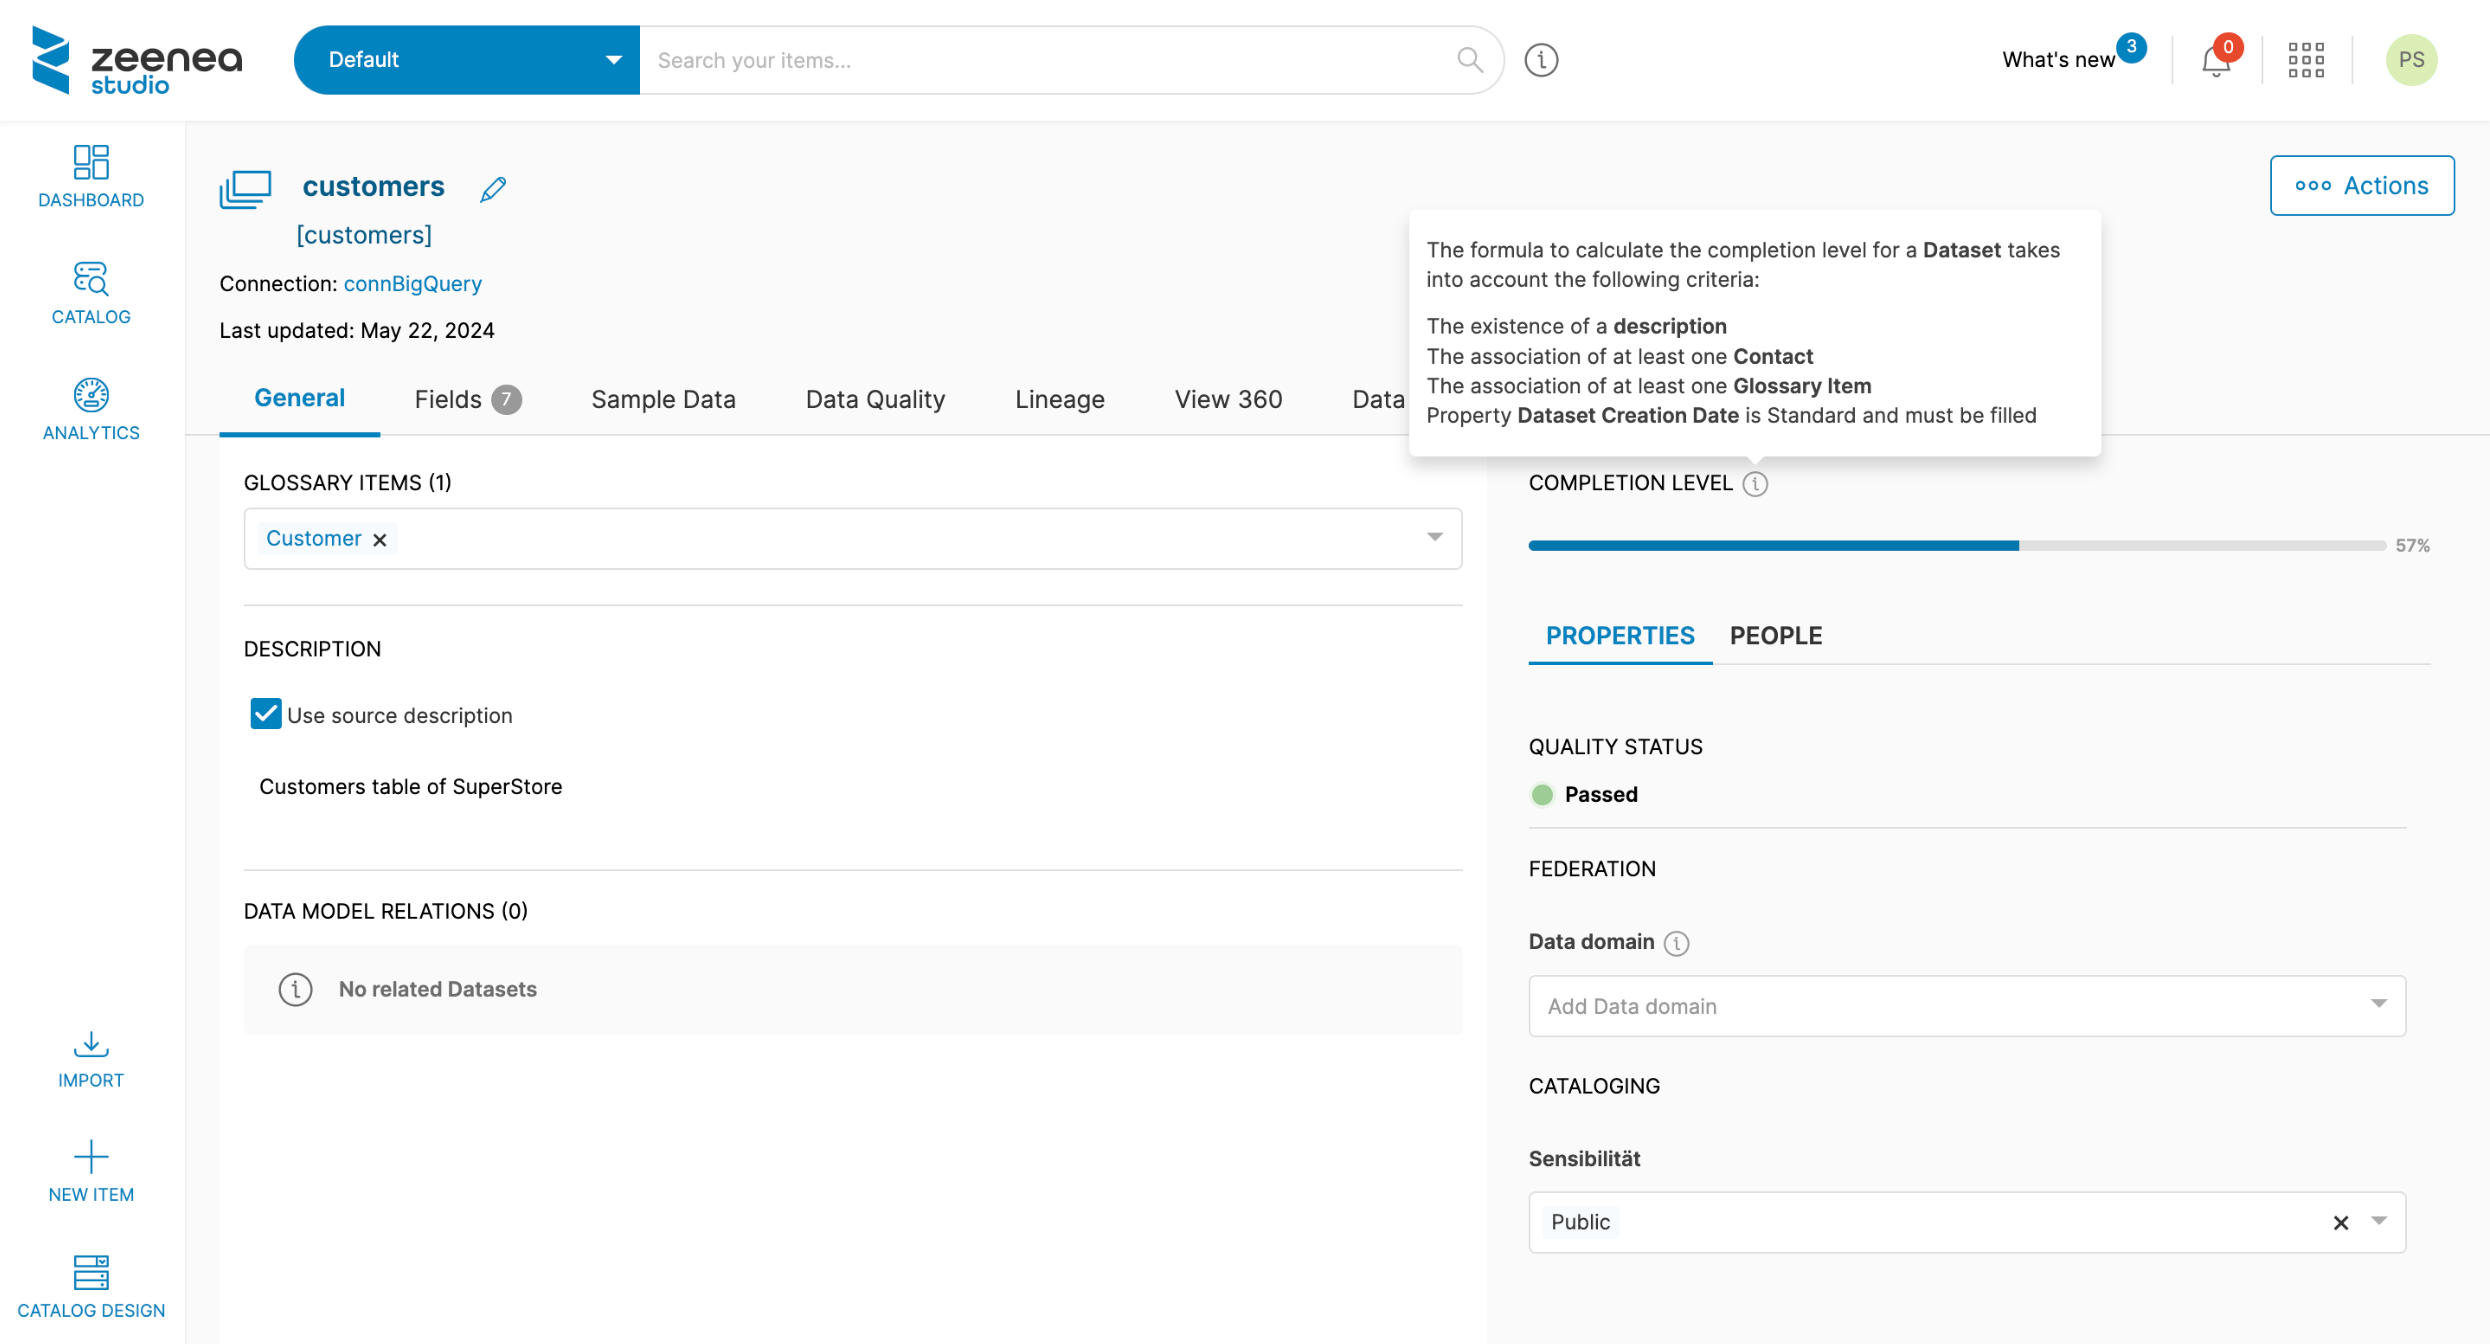 zeenea
studio
Default
Search your items...
What's new
3
0
PS
DASHBOARD
CATALOG
ANALYTICS
IMPORT
NEW ITEM
CATALOG DESIGN
customers
[customers]
Connection: connBigQuery
Last updated: May 22, 2024
Actions
The formula to calculate the completion level for a Dataset takes
into account the following criteria:
The existence of a description
The association of at least one Contact
The association of at least one Glossary Item
Property Dataset Creation Date is Standard and must be filled
General
Fields 7
Sample Data
Data Quality
Lineage
View 360
Data
GLOSSARY ITEMS (1)
Customer
DESCRIPTION
Use source description
Customers table of SuperStore
DATA MODEL RELATIONS (0)
No related Datasets
COMPLETION LEVEL
57%
PROPERTIES
PEOPLE
QUALITY STATUS
Passed
FEDERATION
Data domain
Add Data domain
CATALOGING
Sensibilität
Public